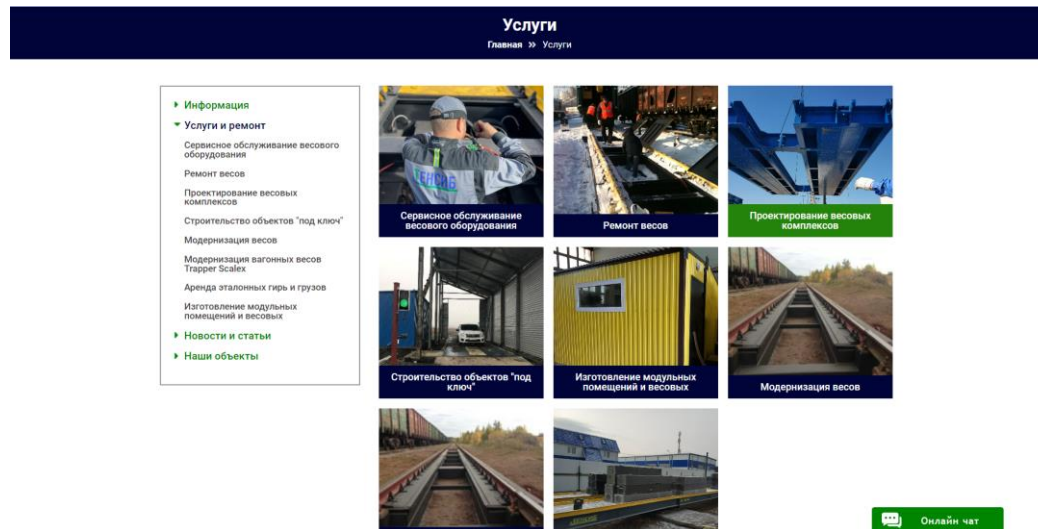 Услуги
Главная » Услуги
Информация
Услуги и ремонт
Сервисное обслуживание весового
оборудования
Ремонт весов
Проектирование весовых
комплексов
Строительство объектов "под ключ"
Модернизация весов
Модернизация вагонных весов
Trapper Scalex
Аренда эталонных гирь и грузов
Изготовление модульных
помещений и весовых
Новости и статьи
Наши объекты
ТЕНСИБ
Сервисное обслуживание
весового оборудования
Ремонт весов
Проектирование весовых
комплексов
Строительство объектов "под
ключ"
Изготовление модульных
помещений и весовых
Модернизация весов
Онлайн чат